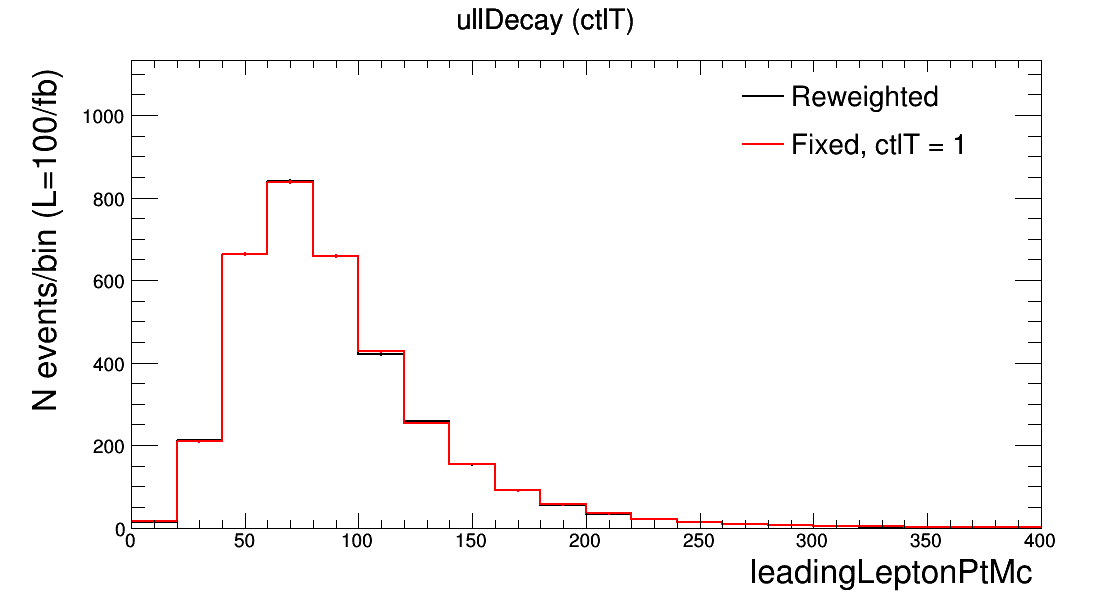 ullDecay (ctlT)
N events/bin (L=100/fb)
1000
800
600
400
200
0
Reweighted
Fixed, ctlT = 1
0 50 100 150 200 250 300 350 400
leadingLeptonPtMc